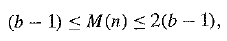 (b − 1) ≤ M(n) ≤ 2(b − 1),